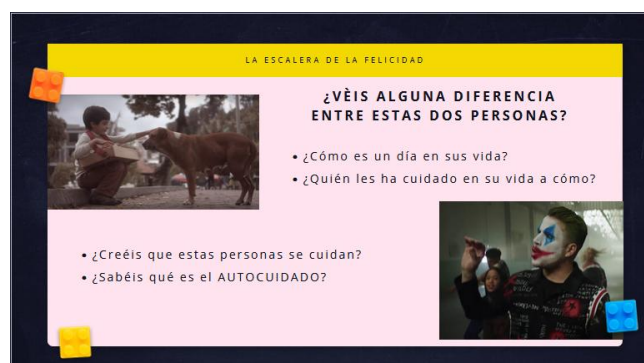 LA ESCALERA DE LA FELICIDAD
¿VÈIS ALGUNA DIFERENCIA
ENTRE ESTAS DOS PERSONAS?
• ¿Cómo es un día en sus vida?
• ¿Quién les ha cuidado en su vida a cómo?
• ¿Creéis que estas personas se cuidan?
• ¿Sabéis qué es el AUTOCUIDADO?